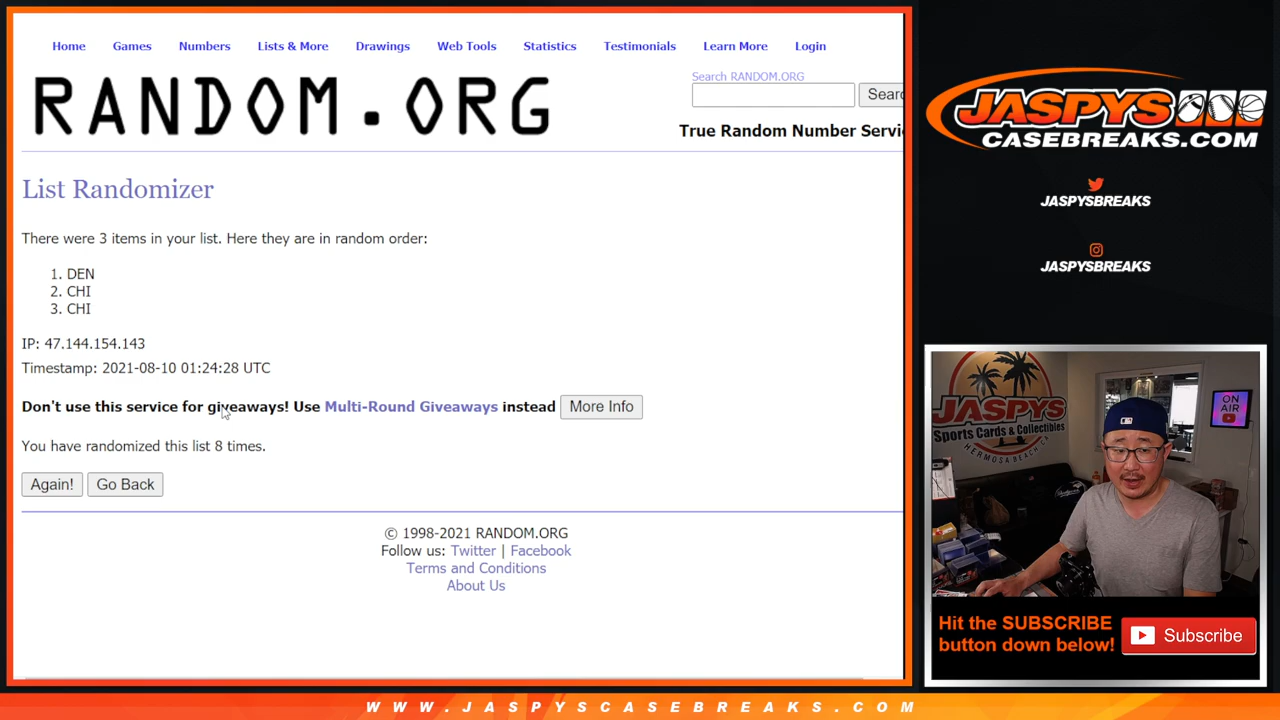 Home Games Numbers Lists & More Drawings Web Tools Statistics Testimonials Learn More Login
RANDOM.ORG
Search RANDOM.ORG
True Random Number Servi
Sear
List Randomizer
There were 3 items in your list. Here they are in random order:
1. DEN
2. CHI
3. CHI
IP: 47.144.154.143
Timestamp: 2021-08-10 01:24:28 UTC
Don't use this service for giveaways! Use Multi-Round Giveaways instead More Info
You have randomized this list 8 times.
Again! Go Back
© 1998-2021 RANDOM.ORG
Follow us: Twitter | Facebook
Terms and Conditions
About Us
JASPYS
CASEBREAKS.COM
JASPYSBREAKS
JASPYSBREAKS
JASPYS
Sports Cards & Collectibles
HERMOSA BEACH
ON AIR
Hit the SUBSCRIBE
button down below!
Subscribe
WWW.JASPYSCASEBREAKS.COM